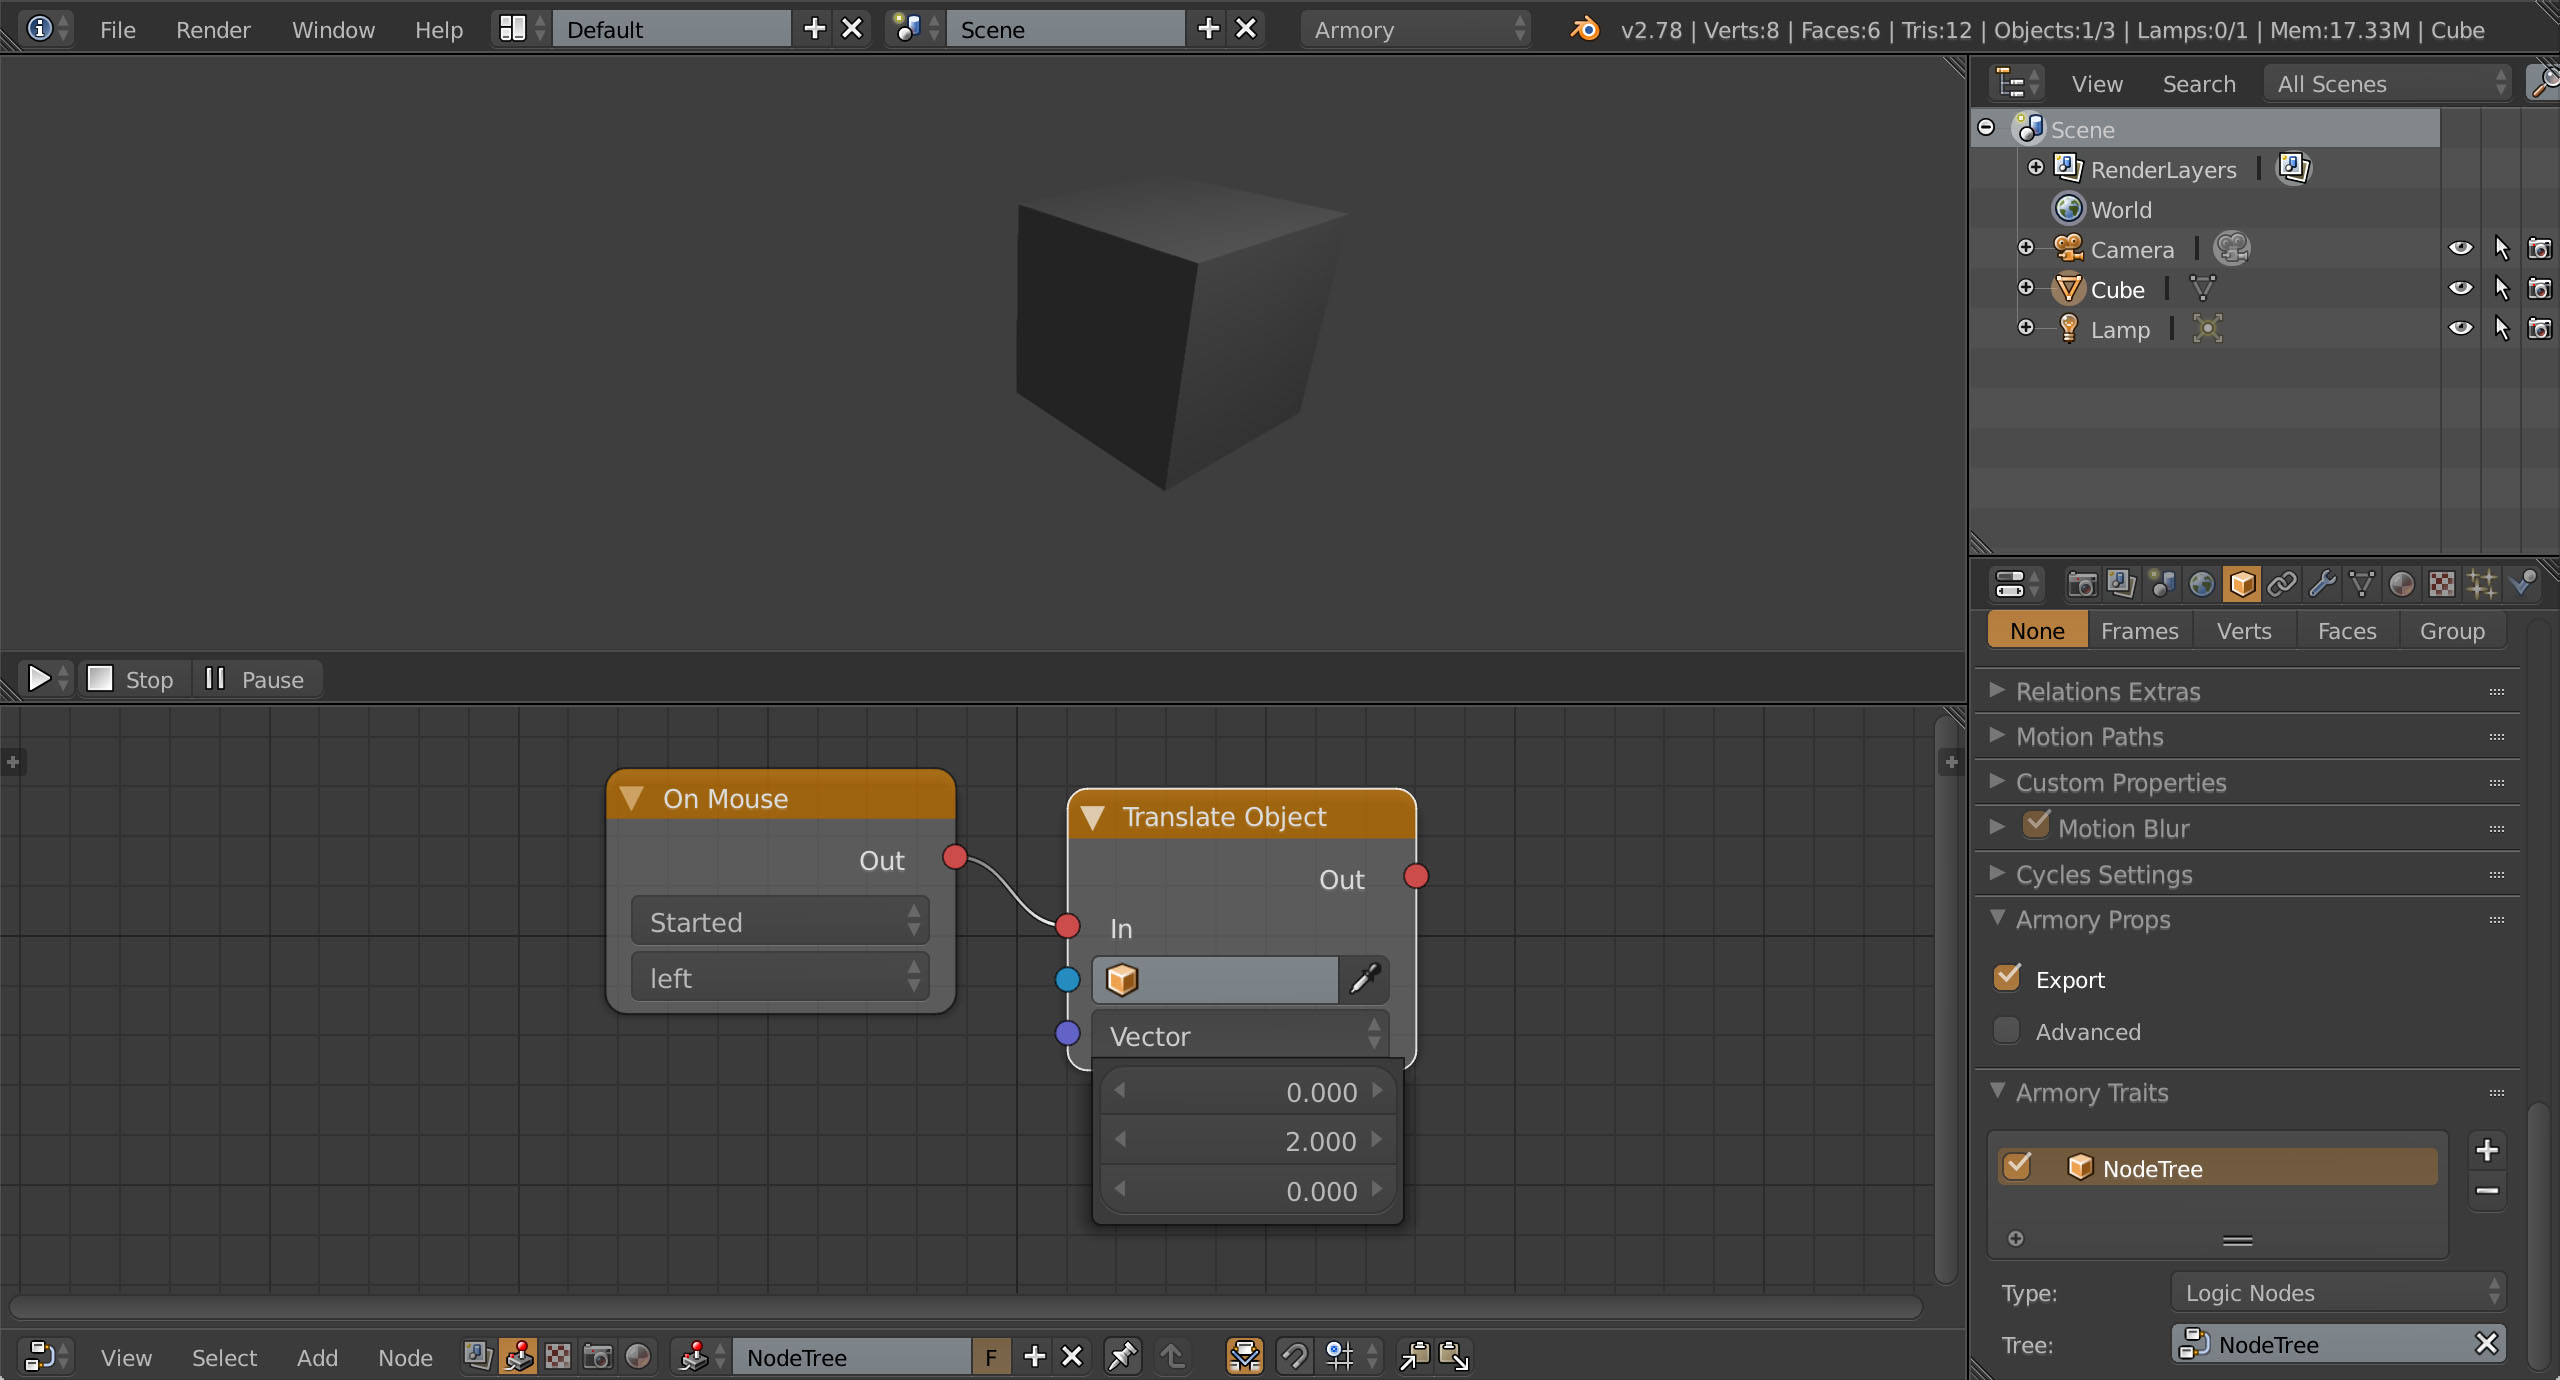 File Render Window Help Default Scene Armory v2.78 | Verts:8 | Faces:6 | Tris:12 | Objects:1/3 | Lamps:0/1 | Mem:17.33M | Cube
View Search All Scenes
Scene
RenderLayers
World
Camera
Cube
Lamp
None Frames Verts Faces Group
Relations Extras
Motion Paths
Custom Properties
Motion Blur
Cycles Settings
Armory Props
Export
Advanced
Armory Traits
NodeTree
Type: Logic Nodes
Tree: NodeTree
Stop Pause
On Mouse
Out
Started
left
Translate Object
Out
In
Vector
0.000
2.000
0.000
View Select Add Node NodeTree F